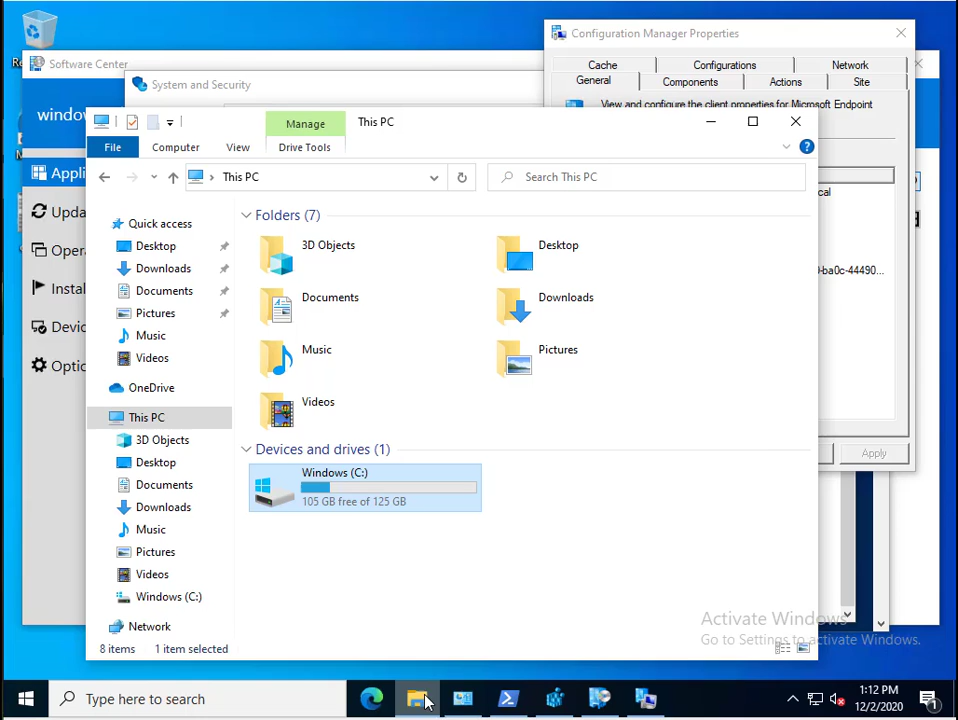 Configuration Manager Properties
Software Center
Cache
Configurations
Network
System and Security
General
Components
Actions
Site
View and configure the client properties for Microsoft Endpoint
Manage
This PC
File
Computer
View
Drive Tools
This PC
Search This PC
Quick access
Desktop
Downloads
Documents
Pictures
Music
Videos
OneDrive
This PC
3D Objects
Desktop
Documents
Downloads
Music
Pictures
Videos
Windows (C:)
Network
Folders (7)
3D Objects
Desktop
Documents
Downloads
Music
Pictures
Videos
Devices and drives (1)
Windows (C:)
105 GB free of 125 GB
-ba0c-44490...
Apply
Activate Windows
Go to Settings to activate Windows.
8 items
1 item selected
Type here to search
1:12 PM
12/2/2020
1